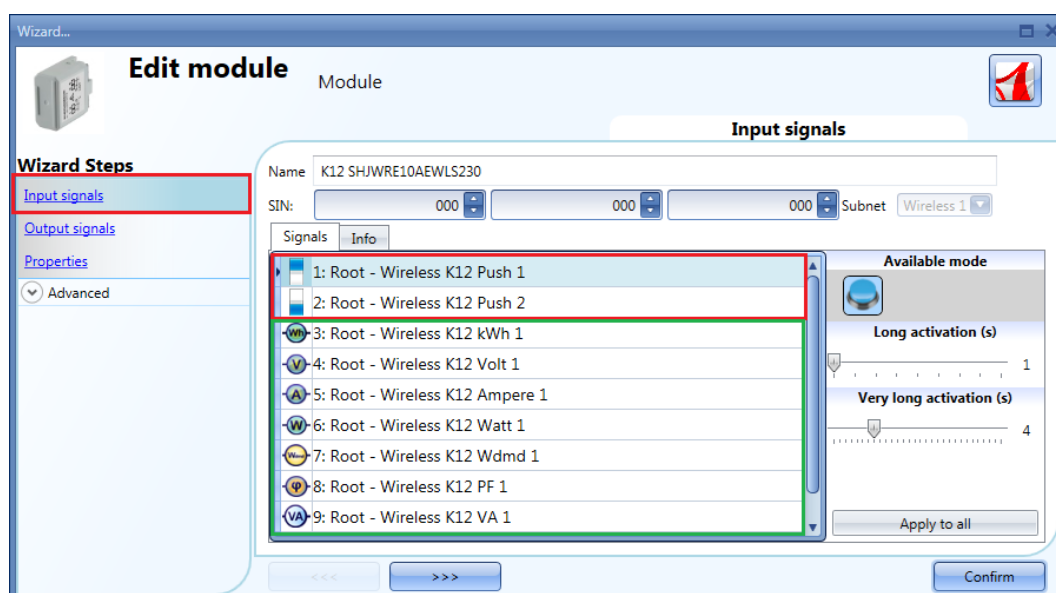 Wizard...
Edit module
Module
Input signals
Wizard Steps
Input signals
Output signals
Properties
Advanced
Name K12 SHJWRE10AEWLS230
SIN: 000 000 000 Subnet Wireless 1
Signals Info
1: Root - Wireless K12 Push 1
2: Root - Wireless K12 Push 2
Wh 3: Root - Wireless K12 kWh 1
V 4: Root - Wireless K12 Volt 1
A 5: Root - Wireless K12 Ampere 1
W 6: Root - Wireless K12 Watt 1
7: Root - Wireless K12 Wdmd 1
φ 8: Root - Wireless K12 PF 1
VA 9: Root - Wireless K12 VA 1
Available mode
Long activation (s)
1
Very long activation (s)
4
Apply to all
<<< >>> Confirm